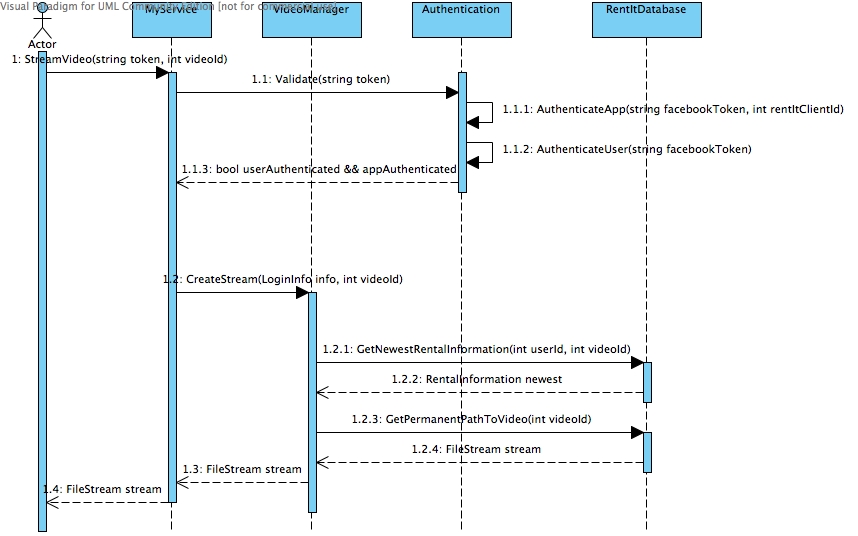 Visual Paradigm for UML Community Edition [not for commercial use]
MyService
VideoManager
Authentication
RentItDatabase
Actor
1: StreamVideo(string token, int videoId)
1.1: Validate(string token)
1.1.1: AuthenticateApp(string facebookToken, int rentItClientId)
1.1.2: AuthenticateUser(string facebookToken)
1.1.3: bool userAuthenticated && appAuthenticated
1.2: CreateStream(LoginInfo info, int videoId)
1.2.1: GetNewestRentalInformation(int userId, int videoId)
1.2.2: RentalInformation newest
1.2.3: GetPermanentPathToVideo(int videoId)
1.2.4: FileStream stream
1.3: FileStream stream
1.4: FileStream stream